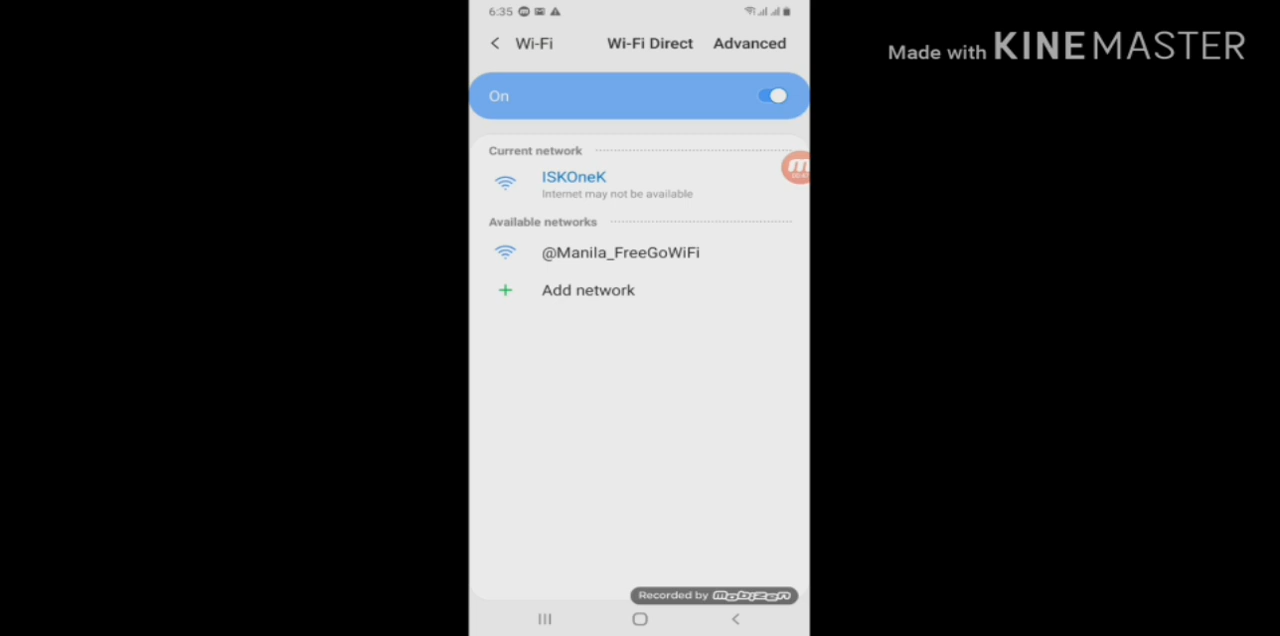 6:35
Made with KINEMASTER
Wi-Fi Wi-Fi Direct Advanced
On
Current network
ISKOneK
Internet may not be available
Available networks
@Manila_FreeGoWiFi
Add network
Recorded by mobizen